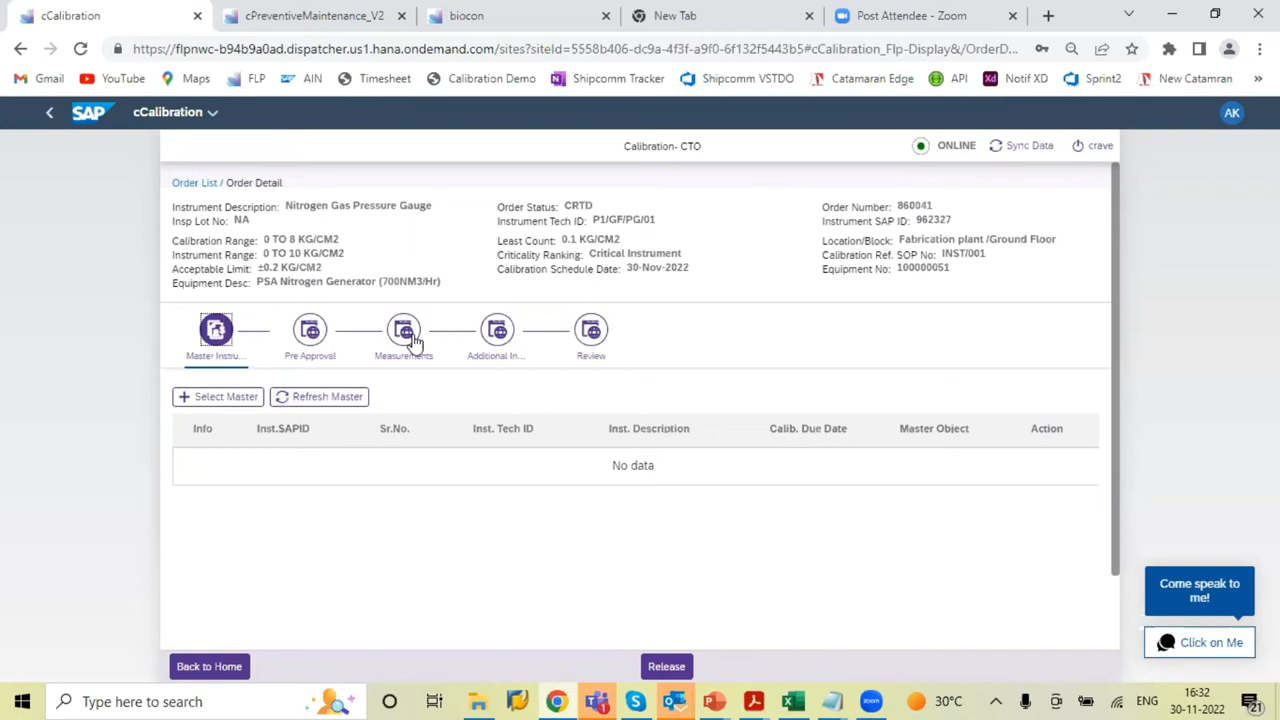 cCalibration
cPreventiveMaintenance_V2
biocon
New Tab
Post Attendee - Zoom
https://flpnwc-b94b9a0ad.dispatcher.us1.hana.ondemand.com/sites?siteId=5558b406-dc9a-4f3f-a9f0-6f132f5443b5#cCalibration_Flp-Display&/OrderD...
Gmail
YouTube
Maps
FLP
AIN
Timesheet
Calibration Demo
Shipcomm Tracker
Shipcomm VSTDO
Catamaran Edge
API
Notif XD
Sprint2
New Catamran
»
SAP
cCalibration
AK
Calibration- CTO
ONLINE
Sync Data
crave
Order List / Order Detail
Instrument Description: Nitrogen Gas Pressure Gauge
Order Status: CRTD
Order Number: 860041
Insp Lot No: NA
Instrument Tech ID: P1/GF/PG/01
Instrument SAP ID: 962327
Calibration Range: 0 TO 8 KG/CM2
Least Count: 0.1 KG/CM2
Location/Block: Fabrication plant /Ground Floor
Instrument Range: 0 TO 10 KG/CM2
Criticality Ranking: Critical Instrument
Calibration Ref. SOP No: INST/001
Acceptable Limit: ±0.2 KG/CM2
Calibration Schedule Date: 30-Nov-2022
Equipment No: 100000051
Equipment Desc: PSA Nitrogen Generator (700NM3/Hr)
Master Instru...
Pre Approval
Measurements
Additional In...
Review
Select Master
Refresh Master
Info
Inst.SAPID
Sr.No.
Inst. Tech ID
Inst. Description
Calib. Due Date
Master Object
Action
No data
Come speak to
me!
Click on Me
Back to Home
Release
Type here to search
30°C
ENG
16:32
30-11-2022
21